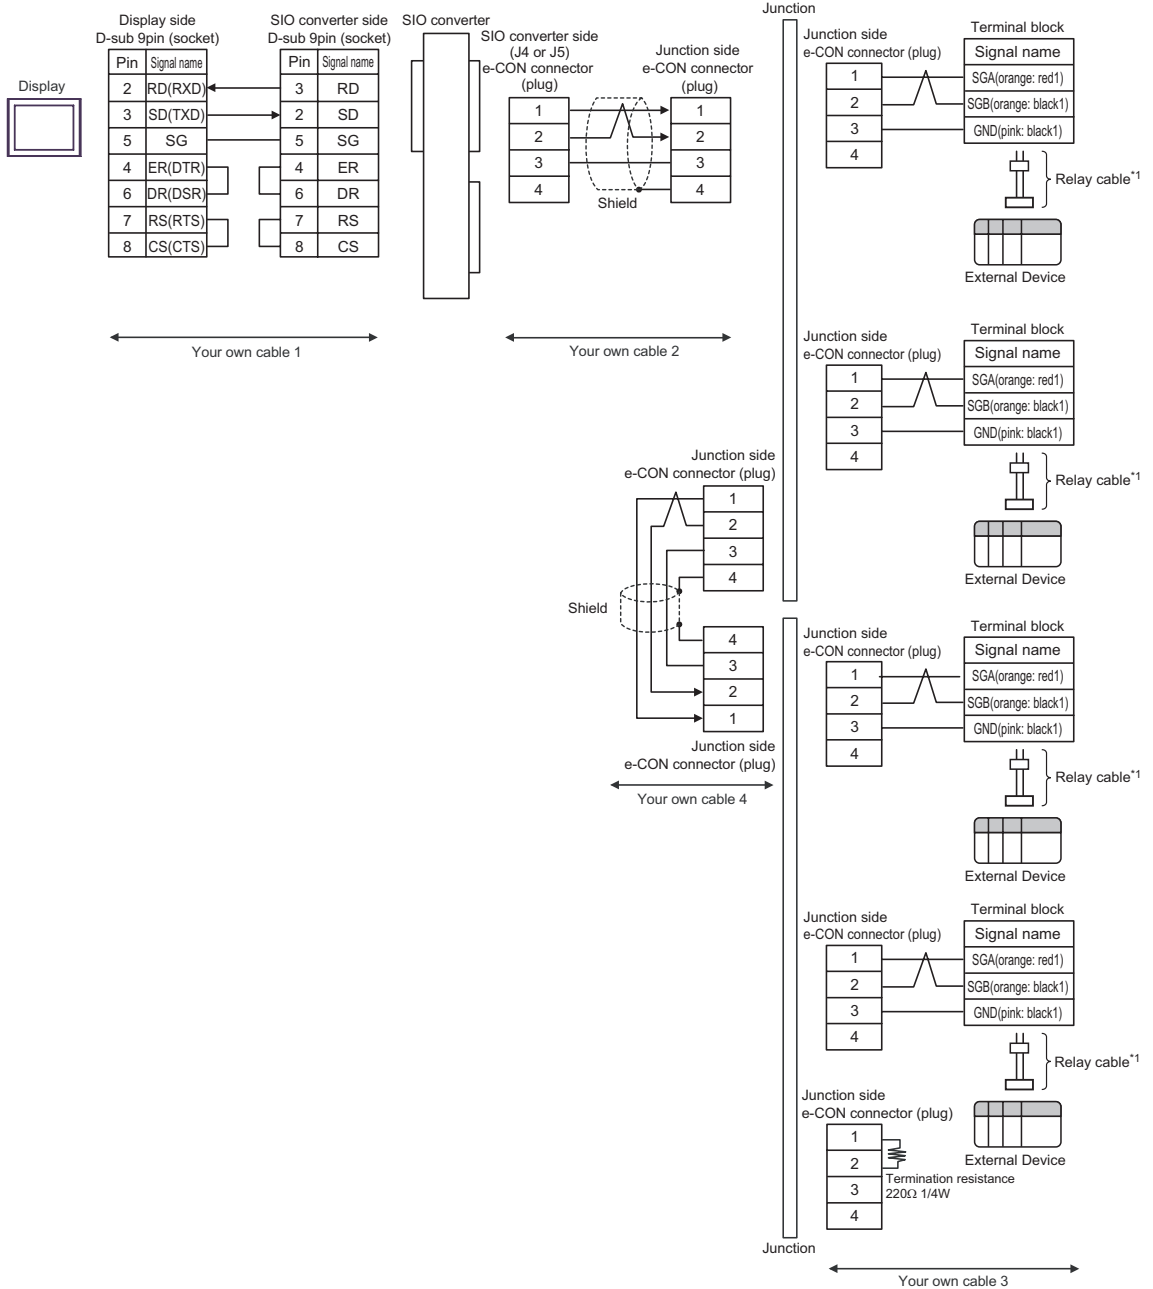 Display
Display side
D-sub 9pin (socket)
Pin Signal name
2 RD(RXD)
3 SD(TXD)
5 SG
4 ER(DTR)
6 DR(DSR)
7 RS(RTS)
8 CS(CTS)
SIO converter side
D-sub 9pin (socket)
Pin Signal name
3 RD
2 SD
5 SG
4 ER
6 DR
7 RS
8 CS
Your own cable 1
SIO converter
SIO converter side
(J4 or J5)
e-CON connector
(plug)
1
2
3
4
Shield
Junction side
e-CON connector
(plug)
1
2
3
4
Your own cable 2
Junction side
e-CON connector (plug)
1
2
3
4
Shield
4
3
2
1
Junction side
e-CON connector (plug)
Your own cable 4
Junction
Junction side
e-CON connector (plug)
1
2
3
4
Terminal block
Signal name
SGA(orange: red1)
SGB(orange: black1)
GND(pink: black1)
Relay cable*1
External Device
Junction side
e-CON connector (plug)
1
2
3
4
Terminal block
Signal name
SGA(orange: red1)
SGB(orange: black1)
GND(pink: black1)
Relay cable*1
External Device
Junction side
e-CON connector (plug)
1
2
3
4
Terminal block
Signal name
SGA(orange: red1)
SGB(orange: black1)
GND(pink: black1)
Relay cable*1
External Device
Junction side
e-CON connector (plug)
1
2
3
4
Terminal block
Signal name
SGA(orange: red1)
SGB(orange: black1)
GND(pink: black1)
Relay cable*1
External Device
Junction side
e-CON connector (plug)
1
2
3
4
Termination resistance
220Ω 1/4W
Junction
Your own cable 3